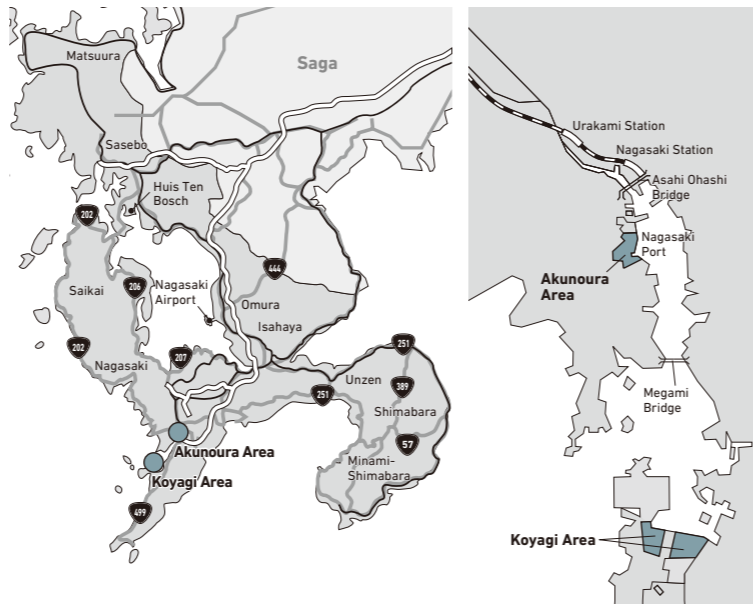 Matsuura
Saga
Sasebo
Huis Ten
Bosch
202
444
206
Nagasaki
Airport
Saikai
Omura
Isahaya
202
207
251
Nagasaki
Unzen
251
389
Shimabara
57
Akunoura Area
Minami-
Shimabara
Koyagi Area
499
Urakami Station
Nagasaki Station
Asahi Ohashi
Bridge
Nagasaki
Port
Akunoura
Area
Megami
Bridge
Koyagi Area